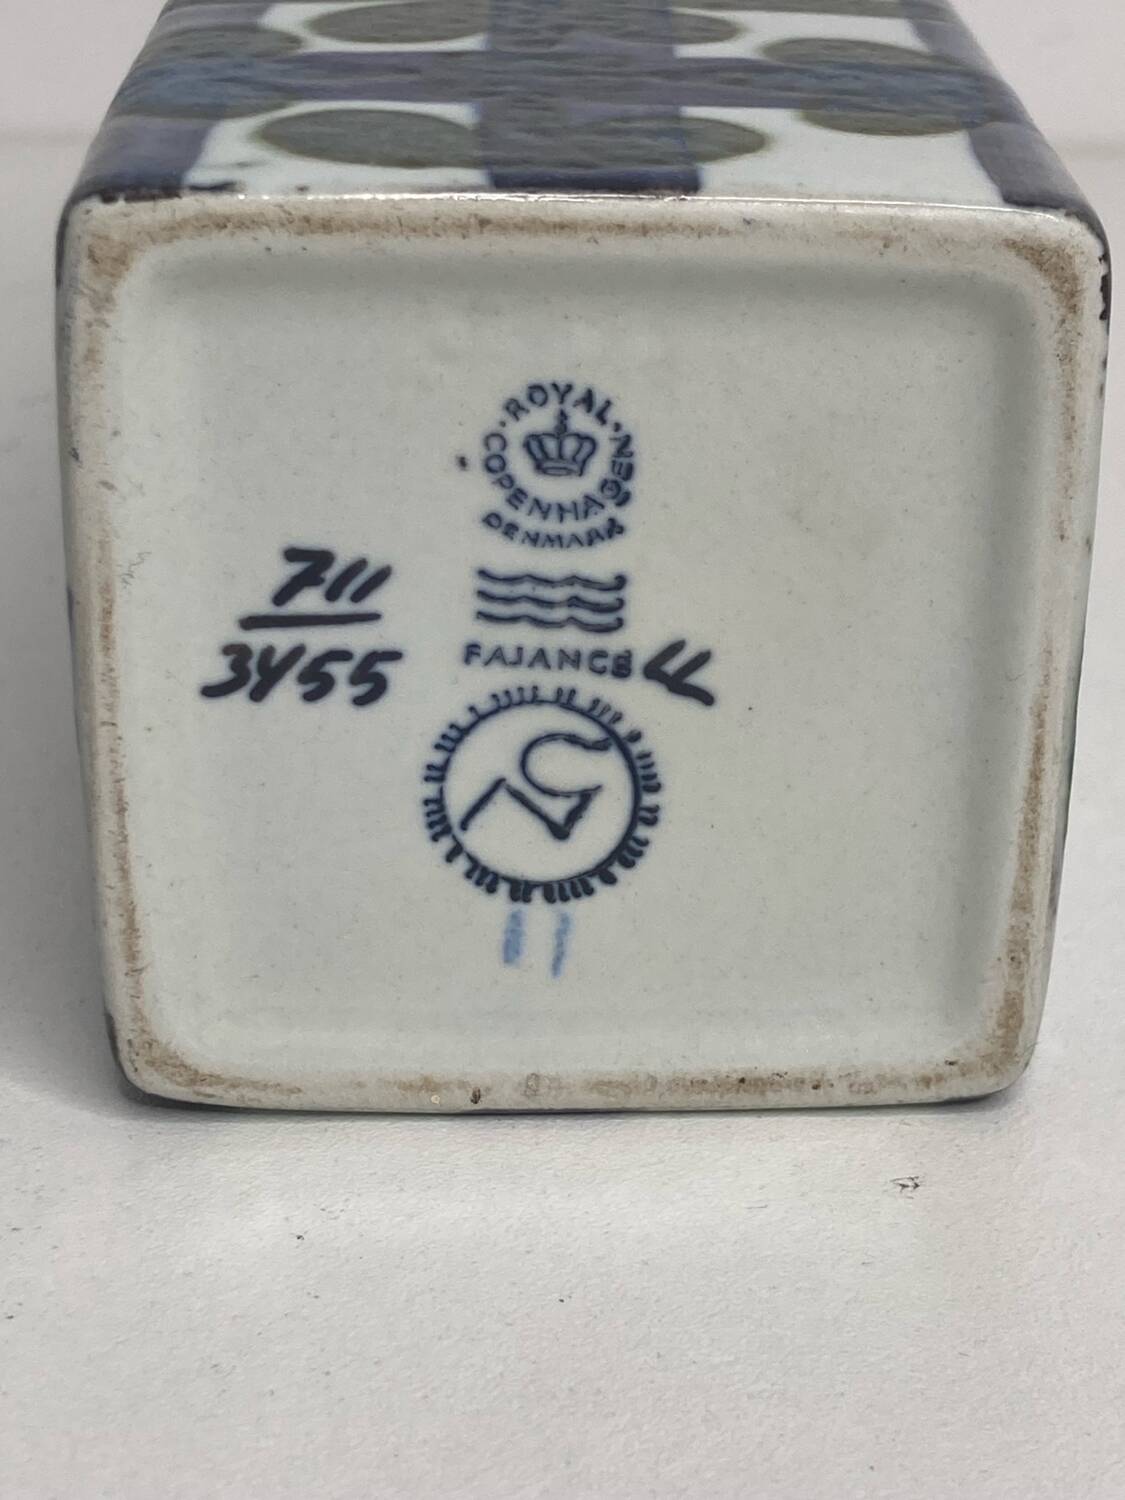 ROYAL
COPENHAGEN
DENMARK
711
3455
FAJANCE